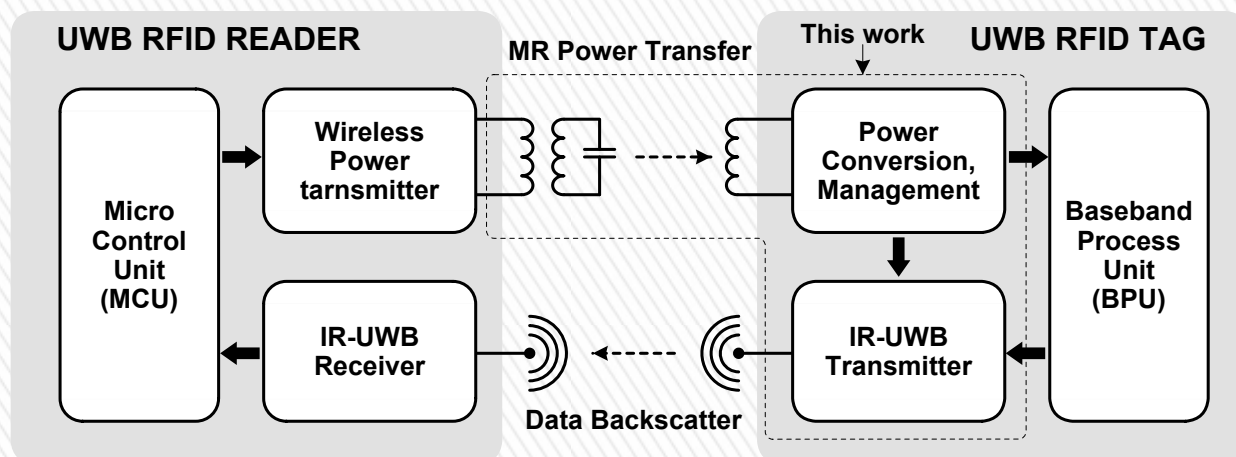 UWB RFID READER
MR Power Transfer
This work
UWB RFID TAG
Micro
Control
Unit
(MCU)
Wireless
Power
tarnsmitter
Power
Conversion,
Management
Baseband
Process
Unit
(BPU)
IR-UWB
Receiver
IR-UWB
Transmitter
Data Backscatter